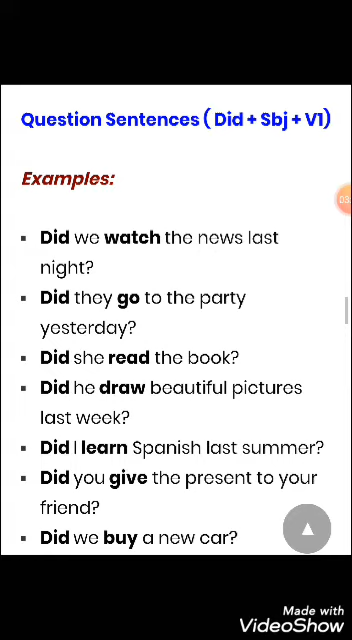 Question Sentences ( Did + Sbj + V1)
Examples:
03:
▪ Did we watch the news last
night?
▪ Did they go to the party
yesterday?
▪ Did she read the book?
▪ Did he draw beautiful pictures
last week?
▪ Did I learn Spanish last summer?
▪ Did you give the present to your
friend?
▪ Did we buy a new car?
Made with
VideoShow